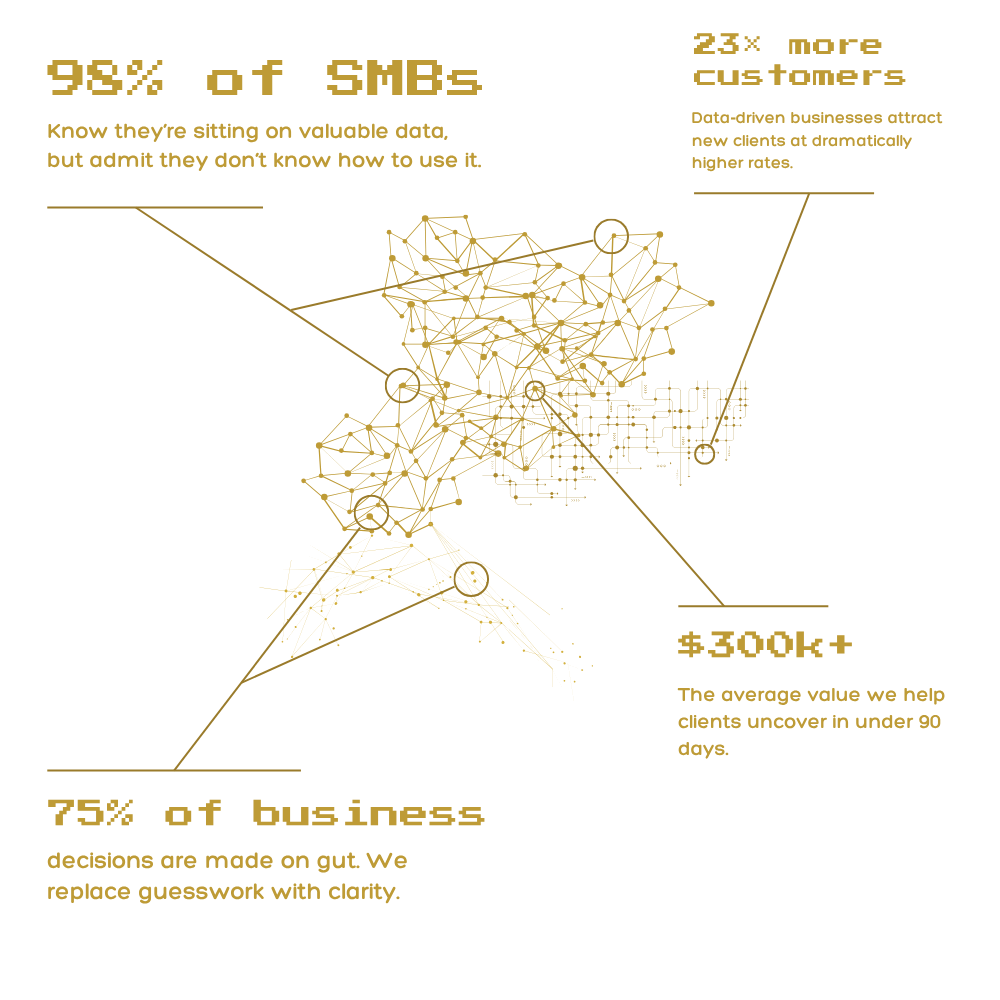 98% of SMBs
Know they're sitting on valuable data,
but admit they don't know how to use it.
23x more
customers
Data-driven businesses attract
new clients at dramatically
higher rates.
$300k+
The average value we help
clients uncover in under 90
days.
75% of business
decisions are made on gut. We
replace guesswork with clarity.